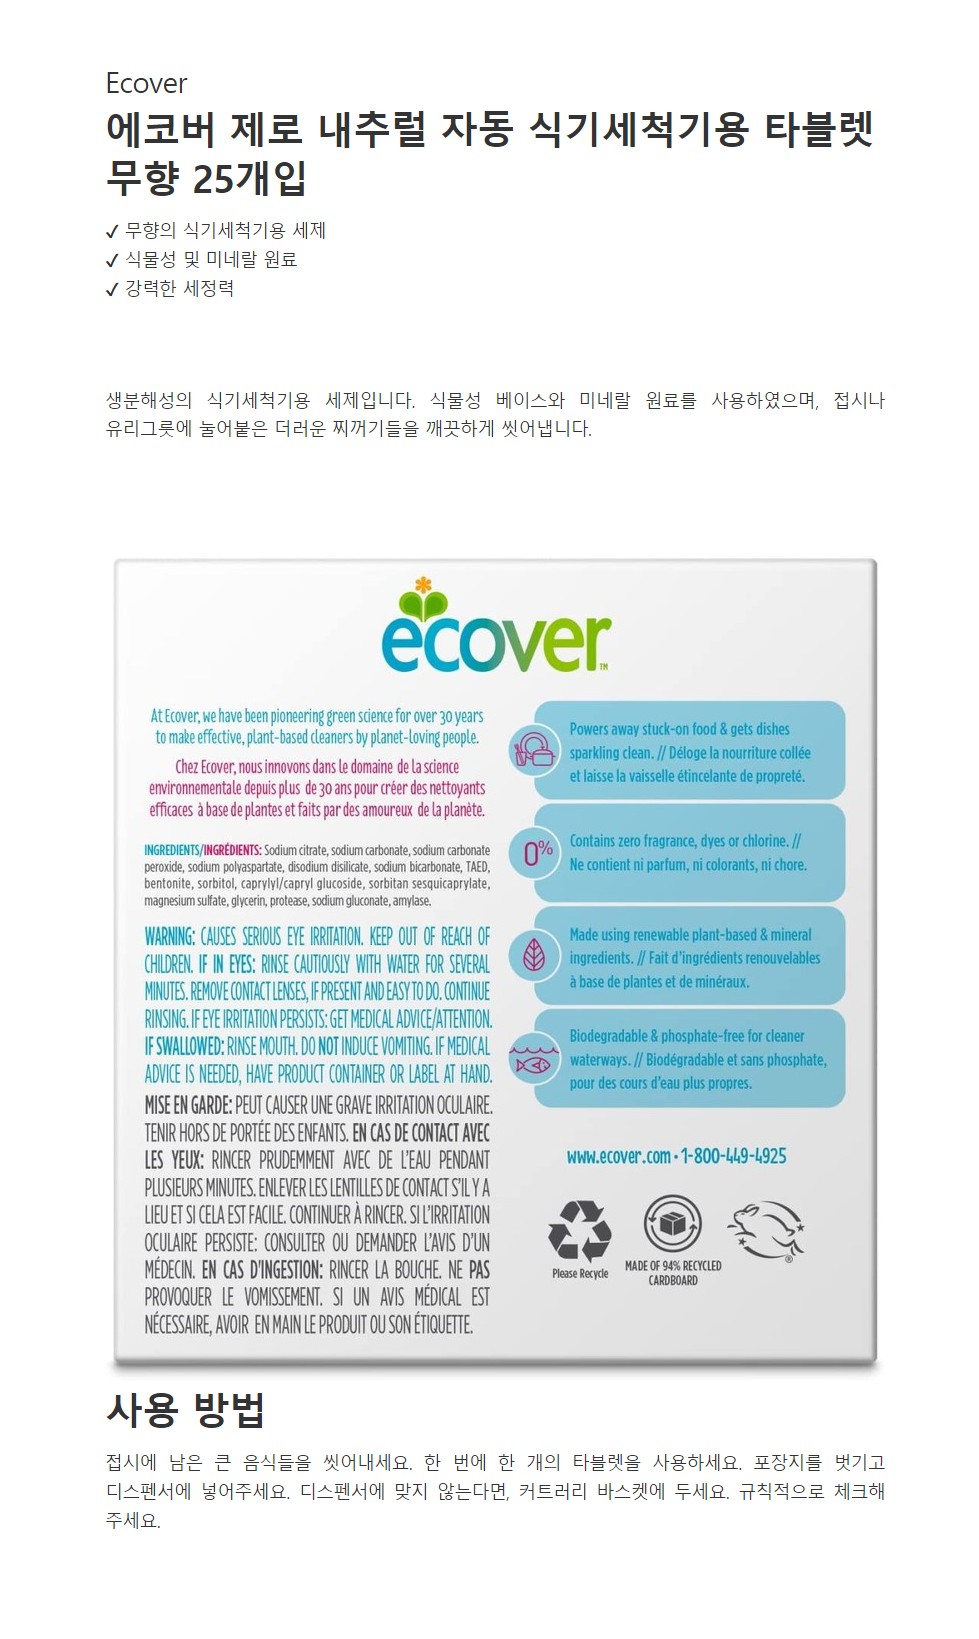 Ecover
에코버 제로 내추럴 자동 식기세척기용 타블렛
무향 25개입
✓ 무향의 식기세척기용 세제
✓ 식물성 및 미네랄 원료
✓ 강력한 세정력
생분해성의 식기세척기용 세제입니다. 식물성 베이스와 미네랄 원료를 사용하였으며, 접시나
유리그릇에 눌어붙은 더러운 찌꺼기들을 깨끗하게 씻어냅니다.
ecover™
At Ecover, we have been pioneering green science for over 30 years
to make effective, plant-based cleaners by planet-loving people.
Chez Ecover, nous innovons dans le domaine de la science
environnementale depuis plus de 30 ans pour créer des nettoyants
efficaces à base de plantes et faits par des amoureux de la planète.
INGREDIENTS/INGRÉDIENTS: Sodium citrate, sodium carbonate, sodium carbonate
peroxide, sodium polyaspartate, disodium disilicate, sodium bicarbonate, TAED,
bentonite, sorbitol, caprylyl/capryl glucoside, sorbitan sesquicaprylate,
magnesium sulfate, glycerin, protease, sodium gluconate, amylase.
WARNING: CAUSES SERIOUS EYE IRRITATION. KEEP OUT OF REACH OF
CHILDREN. IF IN EYES: RINSE CAUTIOUSLY WITH WATER FOR SEVERAL
MINUTES. REMOVE CONTACT LENSES, IF PRESENT AND EASY TO DO. CONTINUE
RINSING. IF EYE IRRITATION PERSISTS: GET MEDICAL ADVICE/ATTENTION.
IF SWALLOWED: RINSE MOUTH. DO NOT INDUCE VOMITING. IF MEDICAL
ADVICE IS NEEDED, HAVE PRODUCT CONTAINER OR LABEL AT HAND.
MISE EN GARDE: PEUT CAUSER UNE GRAVE IRRITATION OCULAIRE.
TENIR HORS DE PORTÉE DES ENFANTS. EN CAS DE CONTACT AVEC
LES YEUX: RINCER PRUDEMMENT AVEC DE L'EAU PENDANT
PLUSIEURS MINUTES. ENLEVER LES LENTILLES DE CONTACT S'IL Y A
LIEU ET SI CELA EST FACILE. CONTINUER À RINCER. SI L'IRRITATION
OCULAIRE PERSISTE: CONSULTER OU DEMANDER L'AVIS D'UN
MÉDECIN. EN CAS D'INGESTION: RINCER LA BOUCHE. NE PAS
PROVOQUER LE VOMISSEMENT. SI UN AVIS MÉDICAL EST
NÉCESSAIRE, AVOIR EN MAIN LE PRODUIT OU SON ÉTIQUETTE.
Powers away stuck-on food & gets dishes
sparkling clean. // Déloge la nourriture collée
et laisse la vaisselle étincelante de propreté.
0%
Contains zero fragrance, dyes or chlorine. //
Ne contient ni parfum, ni colorants, ni chore.
Made using renewable plant-based & mineral
ingredients. // Fait d'ingrédients renouvelables
à base de plantes et de minéraux.
Biodegradable & phosphate-free for cleaner
waterways. // Biodégradable et sans phosphate,
pour des cours d'eau plus propres.
www.ecover.com • 1-800-449-4925
Please Recycle
MADE OF 94% RECYCLED
CARDBOARD
®
사용 방법
접시에 남은 큰 음식들을 씻어내세요. 한 번에 한 개의 타블렛을 사용하세요. 포장지를 벗기고
디스펜서에 넣어주세요. 디스펜서에 맞지 않는다면, 커트러리 바스켓에 두세요. 규칙적으로 체크해
주세요.